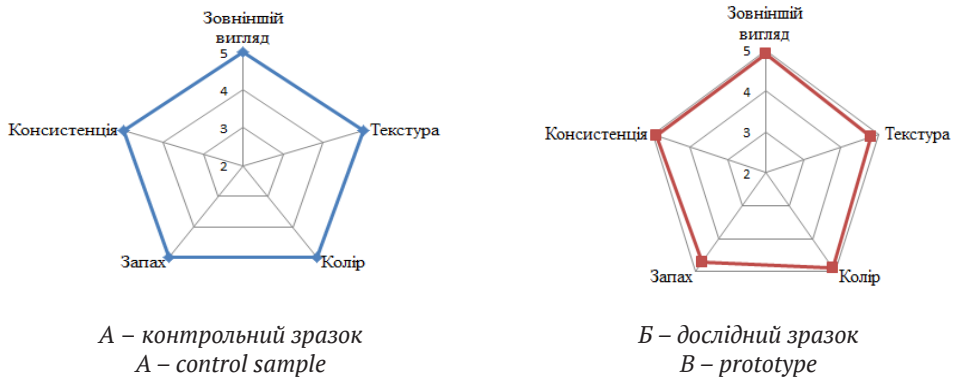 Зовнішній
вигляд
5
4
3
2
Консистенція
Текстура
Запах
Колір
А – контрольний зразок
A – control sample
Зовнішній
вигляд
5
4
3
2
Консистенція
Текстура
Запах
Колір
Б – дослідний зразок
B – prototype